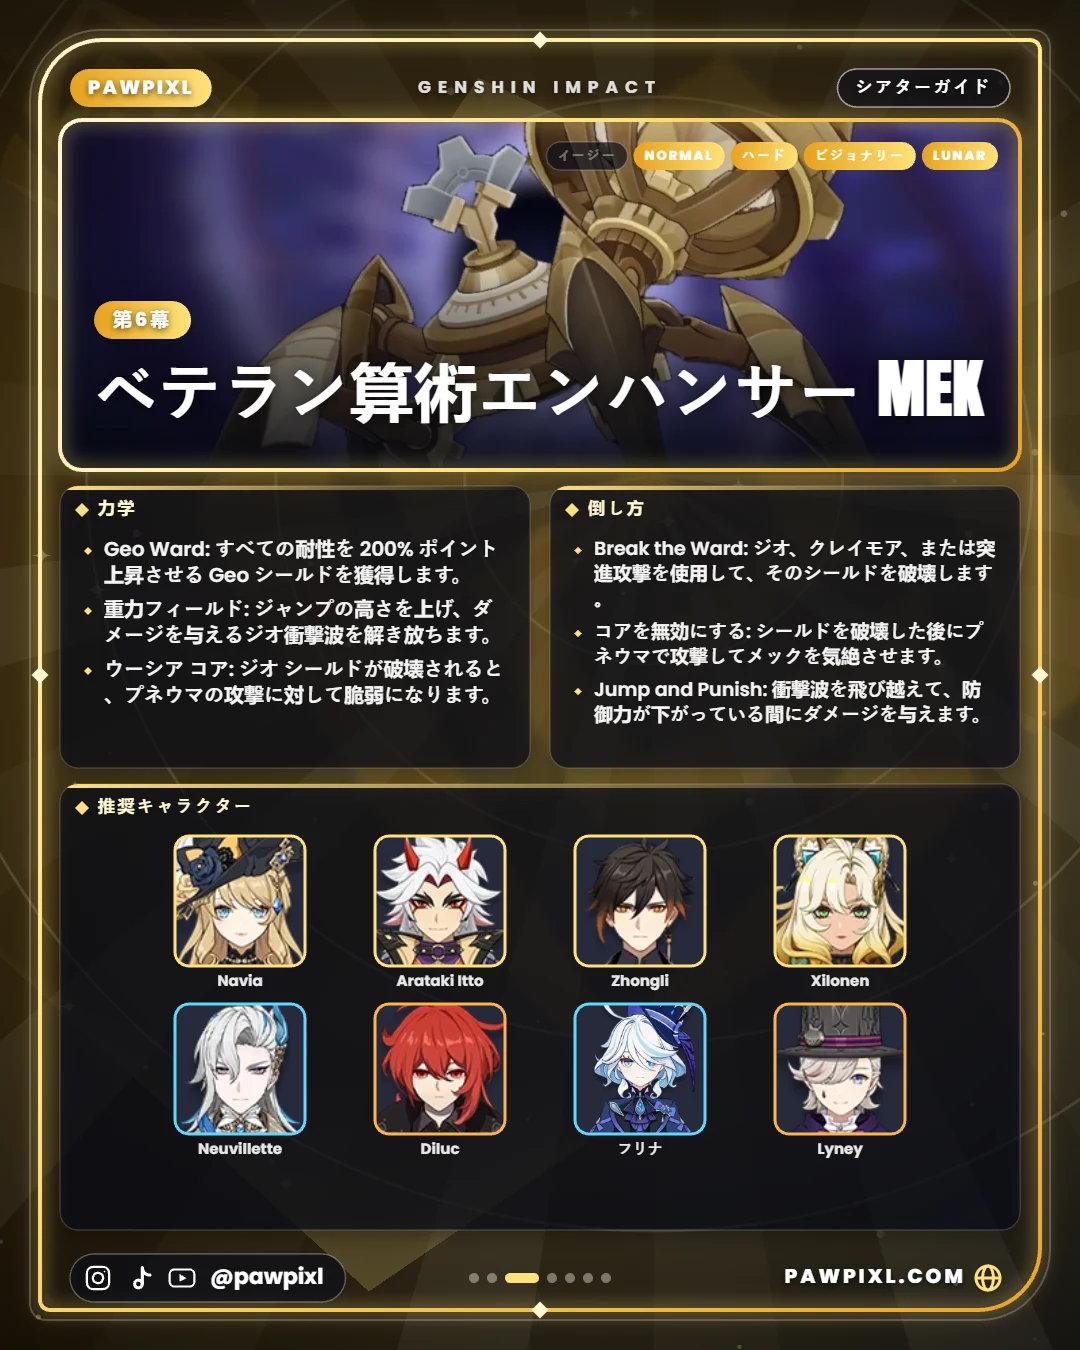 PAWPIXL
GENSHIN IMPACT
シアターガイド
イージー
NORMAL
ハード
ビジョナリー
LUNAR
第6幕
ベテラン算術エンハンサー MEK
力学
Geo Ward: すべての耐性を 200% ポイント
上昇させる Geo シールドを獲得します。
重力フィールド: ジャンプの高さを上げ、ダ
メージを与えるジオ衝撃波を解き放ちます。
ウーシア コア: ジオ シールドが破壊されると
、プネウマの攻撃に対して脆弱になります。
倒し方
Break the Ward: ジオ、クレイモア、または突
進攻撃を使用して、そのシールドを破壊します
。
コアを無効にする: シールドを破壊した後にプ
ネウマで攻撃してメックを気絶させます。
Jump and Punish: 衝撃波を飛び越えて、防
御力が下がっている間にダメージを与えます。
推奨キャラクター
Navia
Arataki Itto
Zhongli
Xilonen
Neuvillette
Diluc
フリナ
Lyney
@pawpixl
PAWPIXL.COM